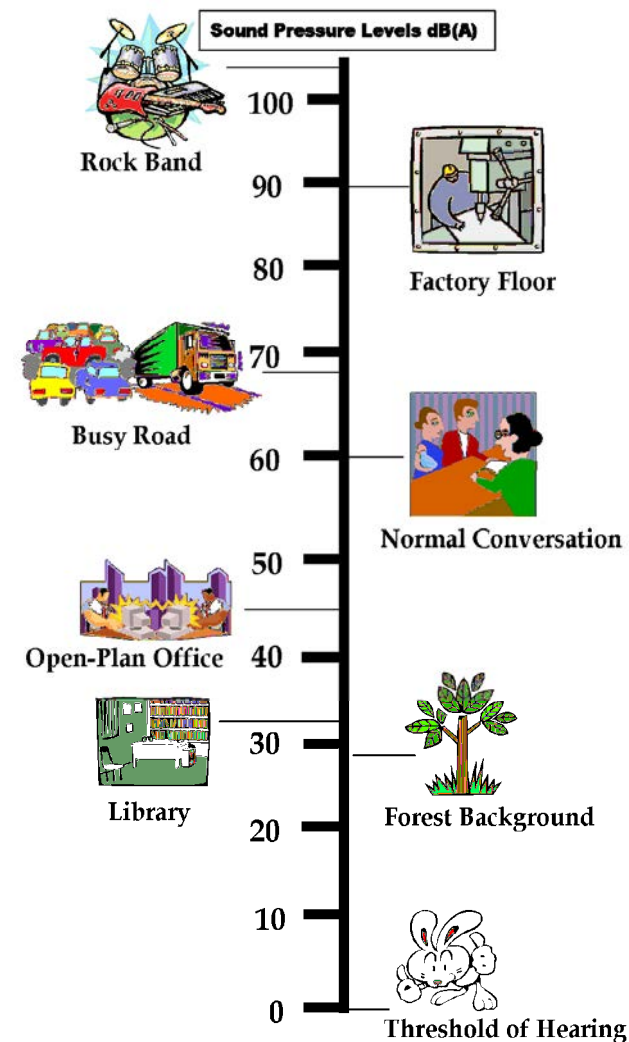 Sound Pressure Levels dB(A)
100
Rock Band
90
80
Factory Floor
70
Busy Road
60
Normal Conversation
50
Open-Plan Office
40
30
Library
Forest Background
20
10
0
Threshold of Hearing